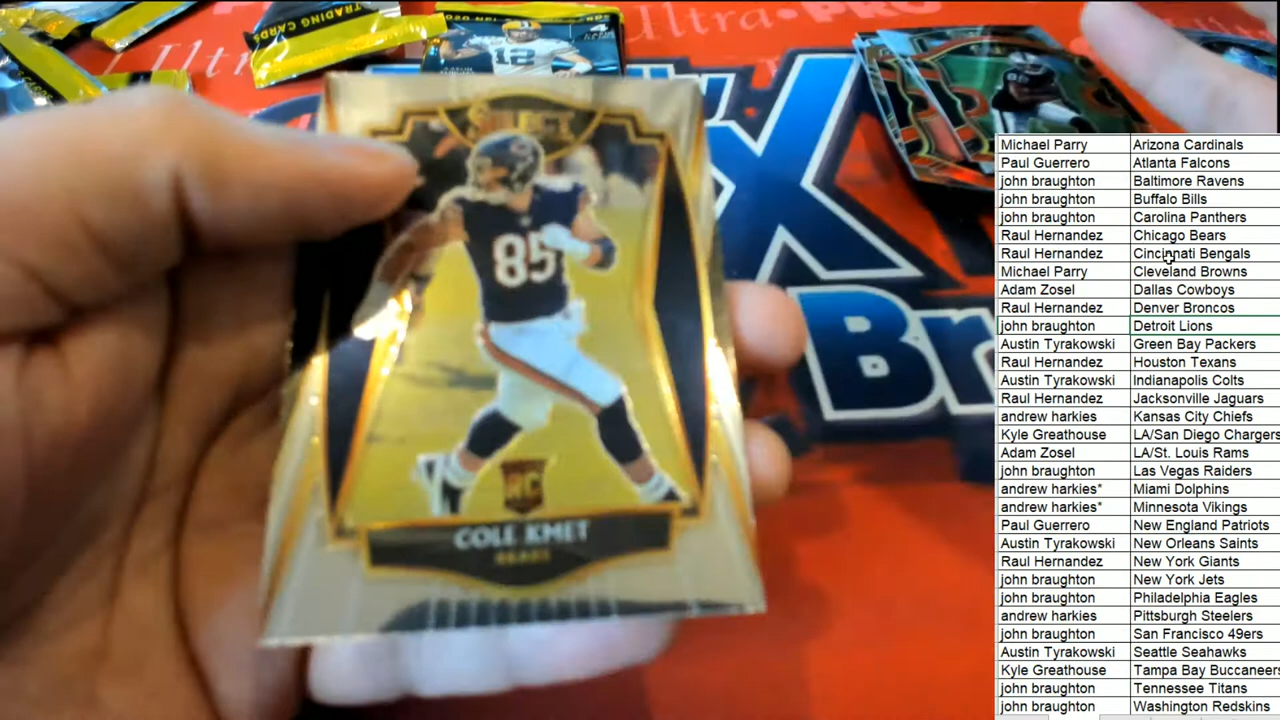 TRADING CARDS
Ultra·PRO
12
SELECT
85
RC
COLE KMET
BEARS
X
Br
Michael Parry Arizona Cardinals
Paul Guerrero Atlanta Falcons
john braughton Baltimore Ravens
john braughton Buffalo Bills
john braughton Carolina Panthers
Raul Hernandez Chicago Bears
Raul Hernandez Cincinnati Bengals
Michael Parry Cleveland Browns
Adam Zosel Dallas Cowboys
Raul Hernandez Denver Broncos
john braughton Detroit Lions
Austin Tyrakowski Green Bay Packers
Raul Hernandez Houston Texans
Austin Tyrakowski Indianapolis Colts
Raul Hernandez Jacksonville Jaguars
andrew harkies Kansas City Chiefs
Kyle Greathouse LA/San Diego Chargers
Adam Zosel LA/St. Louis Rams
john braughton Las Vegas Raiders
andrew harkies* Miami Dolphins
andrew harkies* Minnesota Vikings
Paul Guerrero New England Patriots
Austin Tyrakowski New Orleans Saints
Raul Hernandez New York Giants
john braughton New York Jets
john braughton Philadelphia Eagles
andrew harkies Pittsburgh Steelers
john braughton San Francisco 49ers
Austin Tyrakowski Seattle Seahawks
Kyle Greathouse Tampa Bay Buccaneers
john braughton Tennessee Titans
john braughton Washington Redskins